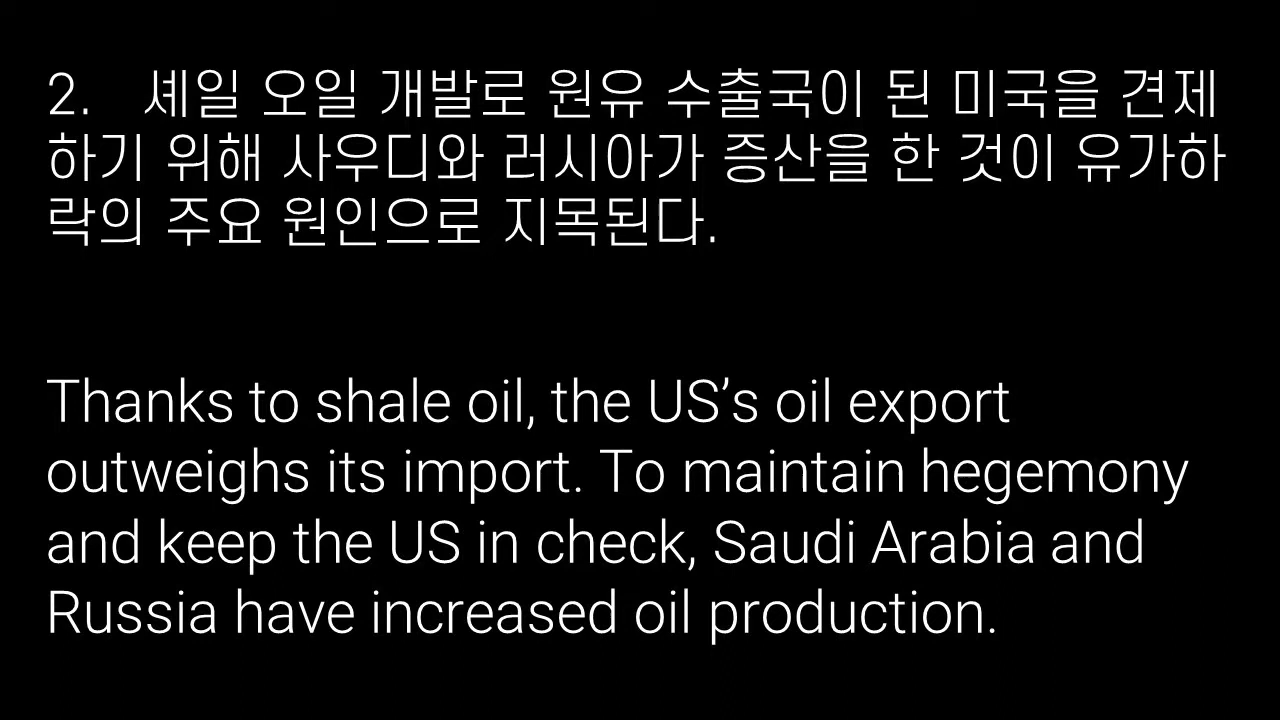 2. 셰일 오일 개발로 원유 수출국이 된 미국을 견제
하기 위해 사우디와 러시아가 증산을 한 것이 유가하
락의 주요 원인으로 지목된다.
Thanks to shale oil, the US’s oil export
outweighs its import. To maintain hegemony
and keep the US in check, Saudi Arabia and
Russia have increased oil production.